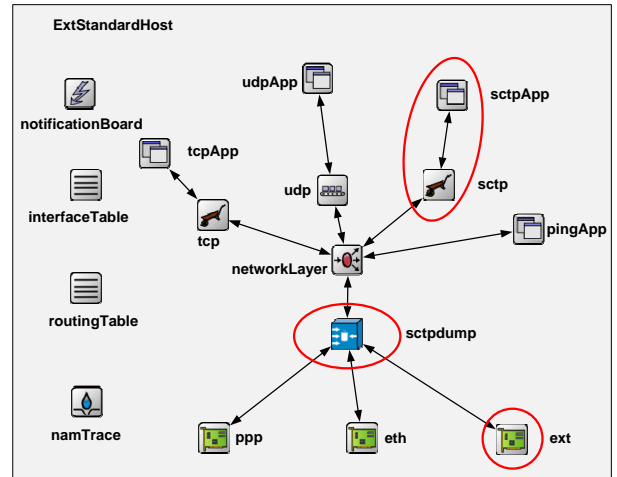 ExtStandardHost
udpApp
sctpApp
notificationBoard
tcpApp
udp
sctp
interfaceTable
tcp
pingApp
networkLayer
routingTable
sctpdump
namTrace
ppp
eth
ext